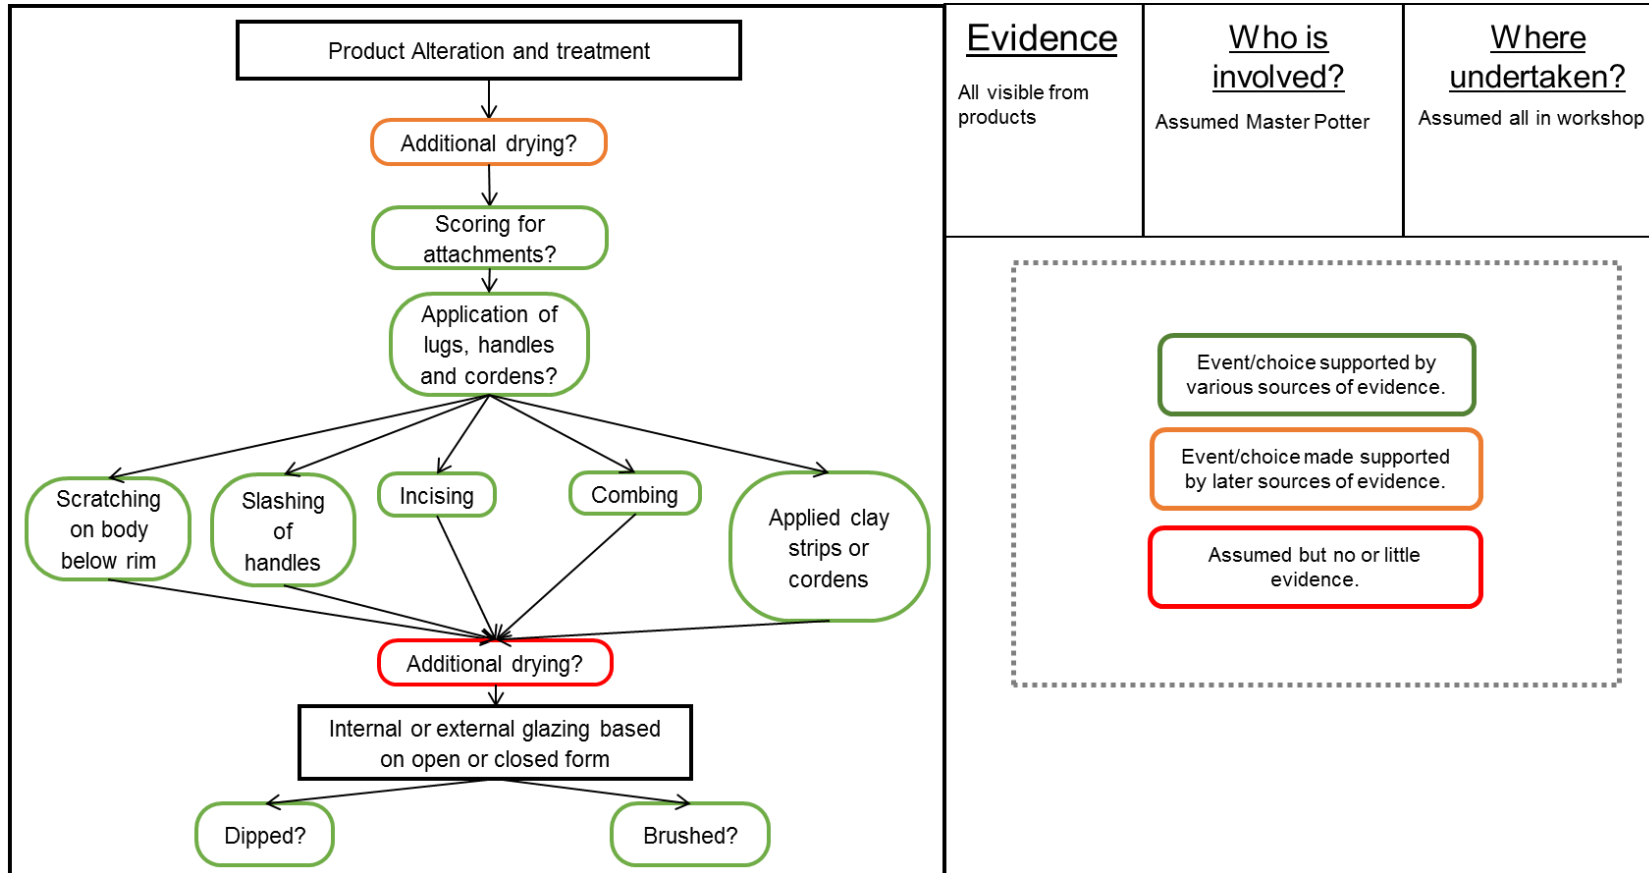 Product Alteration and treatment
Additional drying?
Scoring for
attachments?
Application of
lugs, handles
and cordens?
Scratching
on body
below rim
Slashing
of
handles
Incising
Combing
Applied clay
strips or
cordens
Additional drying?
Internal or external glazing based
on open or closed form
Dipped?
Brushed?
Evidence
All visible from
products
Who is
involved?
Assumed Master Potter
Where
undertaken?
Assumed all in workshop
Event/choice supported by
various sources of evidence.
Event/choice made supported
by later sources of evidence.
Assumed but no or little
evidence.